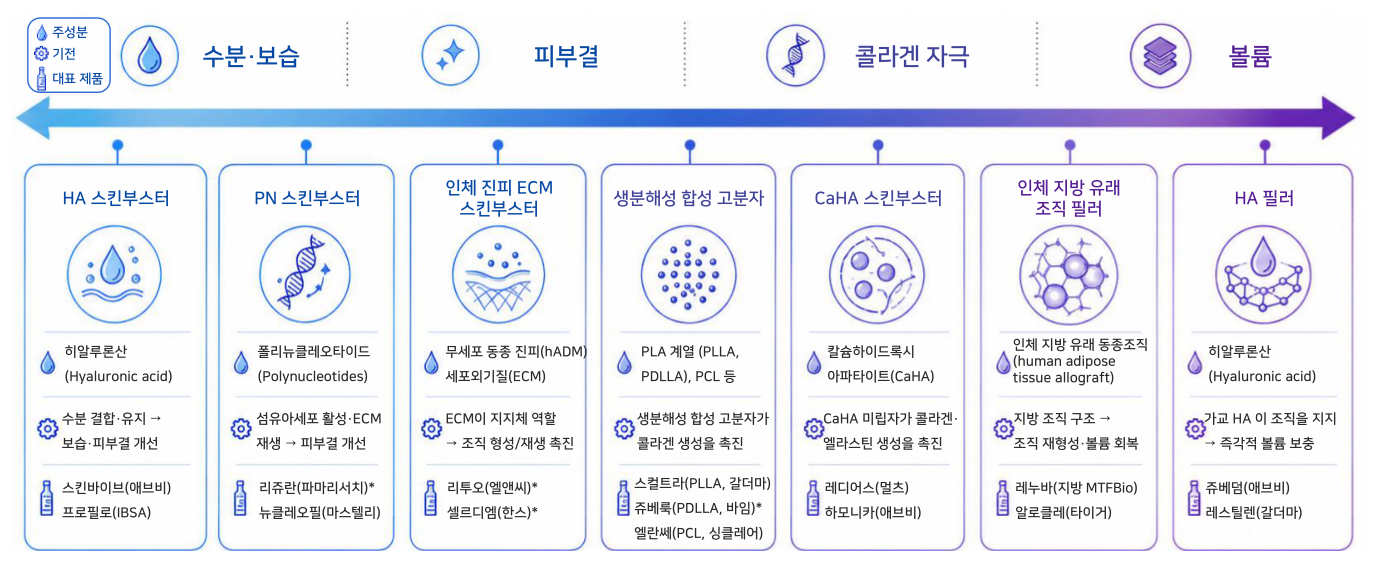 주성분
기전
대표 제품
수분·보습
피부결
콜라겐 자극
볼륨
HA 스킨부스터
히알루론산
(Hyaluronic acid)
수분 결합·유지 →
보습·피부결 개선
스킨바이브(애브비)
프로필로(IBSA)
PN 스킨부스터
폴리뉴클레오타이드
(Polynucleotides)
섬유아세포 활성·ECM
재생 → 피부결 개선
리쥬란(파마리서치)*
뉴클레오필(마스텔리)
인체 진피 ECM
스킨부스터
무세포 동종 진피(hADM)
세포외기질(ECM)
ECM이 지지체 역할
→ 조직 형성/재생 촉진
리투오(엘앤씨)*
셀르디엠(한스)*
생분해성 합성 고분자
PLA 계열 (PLLA,
PDLLA), PCL 등
생분해성 합성 고분자가
콜라겐 생성을 촉진
스컬트라(PLLA, 갈더마)
쥬베룩(PDLLA, 바임)*
엘란쎄(PCL, 싱클레어)
CaHA 스킨부스터
칼슘하이드록시
아파타이트(CaHA)
CaHA 미립자가 콜라겐·
엘라스틴 생성을 촉진
레디어스(멀츠)
하모니카(애브비)
인체 지방 유래
조직 필러
인체 지방 유래 동종조직
(human adipose
tissue allograft)
지방 조직 구조 →
조직 재형성·볼륨 회복
레누바(지방 MTFBio)
알로클레(타이거)
HA 필러
히알루론산
(Hyaluronic acid)
가교 HA 이 조직을 지지
→ 즉각적 볼륨 보충
쥬베덤(애브비)
레스틸렌(갈더마)